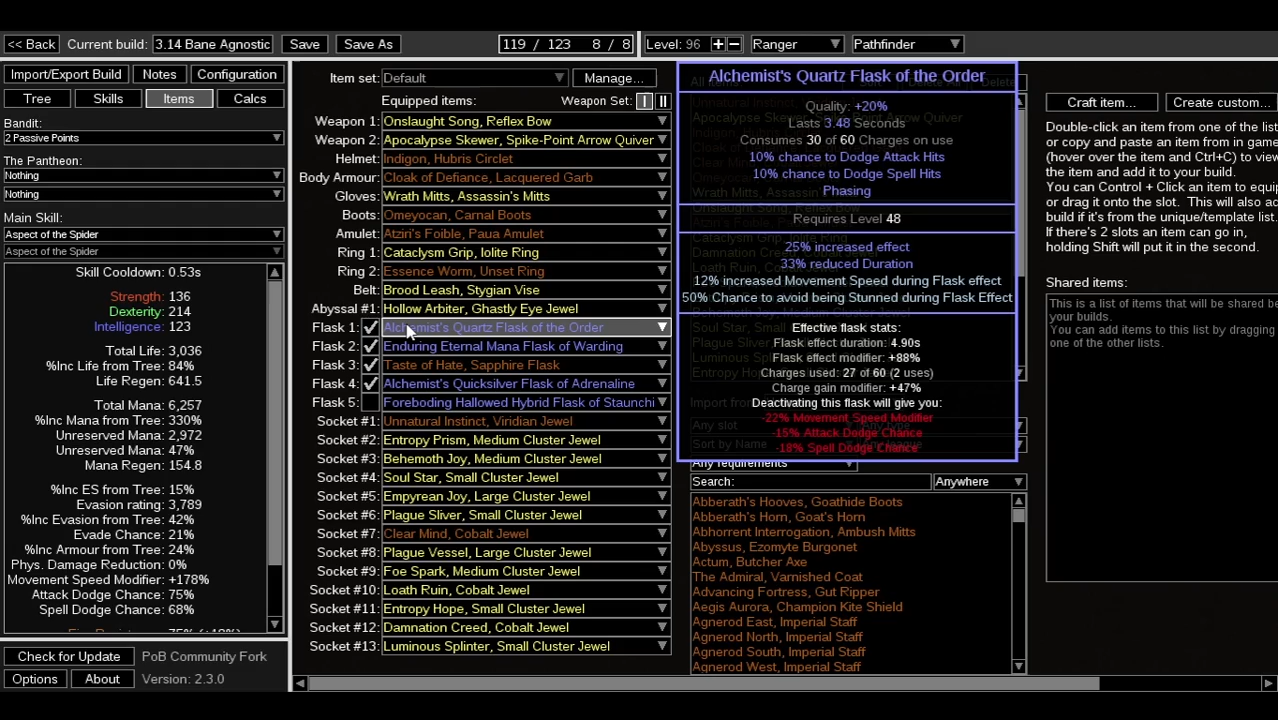 << Back
Current build: 3.14 Bane Agnostic
Save
Save As
119 / 123 8 / 8
Level: 96 + −
Ranger
Pathfinder
Import/Export Build
Notes
Configuration
Tree
Skills
Items
Calcs
Bandit:
2 Passive Points
The Pantheon:
Nothing
Nothing
Main Skill:
Aspect of the Spider
Aspect of the Spider
Skill Cooldown: 0.53s
Strength: 136
Dexterity: 214
Intelligence: 123
Total Life: 3,036
%Inc Life from Tree: 84%
Life Regen: 641.5
Total Mana: 6,257
%Inc Mana from Tree: 330%
Unreserved Mana: 2,972
Unreserved Mana: 47%
Mana Regen: 154.8
%Inc ES from Tree: 15%
Evasion rating: 3,789
%Inc Evasion from Tree: 42%
Evade Chance: 21%
%Inc Armour from Tree: 24%
Phys. Damage Reduction: 0%
Movement Speed Modifier: +178%
Attack Dodge Chance: 75%
Spell Dodge Chance: 68%
Check for Update
PoB Community Fork
Options
About
Version: 2.3.0
Item set: Default
Manage...
Equipped items:
Weapon Set: I II
Weapon 1: Onslaught Song, Reflex Bow
Weapon 2: Apocalypse Skewer, Spike-Point Arrow Quiver
Helmet: Indigon, Hubris Circlet
Body Armour: Cloak of Defiance, Lacquered Garb
Gloves: Wrath Mitts, Assassin's Mitts
Boots: Omeyocan, Carnal Boots
Amulet: Atziri's Foible, Paua Amulet
Ring 1: Cataclysm Grip, Iolite Ring
Ring 2: Essence Worm, Unset Ring
Belt: Brood Leash, Stygian Vise
Abyssal #1: Hollow Arbiter, Ghastly Eye Jewel
Flask 1: Alchemist's Quartz Flask of the Order
Flask 2: Enduring Eternal Mana Flask of Warding
Flask 3: Taste of Hate, Sapphire Flask
Flask 4: Alchemist's Quicksilver Flask of Adrenaline
Flask 5: Foreboding Hallowed Hybrid Flask of Staunchi
Socket #1: Unnatural Instinct, Viridian Jewel
Socket #2: Entropy Prism, Medium Cluster Jewel
Socket #3: Behemoth Joy, Medium Cluster Jewel
Socket #4: Soul Star, Small Cluster Jewel
Socket #5: Empyrean Joy, Large Cluster Jewel
Socket #6: Plague Sliver, Small Cluster Jewel
Socket #7: Clear Mind, Cobalt Jewel
Socket #8: Plague Vessel, Large Cluster Jewel
Socket #9: Foe Spark, Medium Cluster Jewel
Socket #10: Loath Ruin, Cobalt Jewel
Socket #11: Entropy Hope, Small Cluster Jewel
Socket #12: Damnation Creed, Cobalt Jewel
Socket #13: Luminous Splinter, Small Cluster Jewel
Alchemist's Quartz Flask of the Order
Quality: +20%
Lasts 3.48 Seconds
Consumes 30 of 60 Charges on use
10% chance to Dodge Attack Hits
10% chance to Dodge Spell Hits
Phasing
Requires Level 48
25% increased effect
33% reduced Duration
12% increased Movement Speed during Flask effect
50% Chance to avoid being Stunned during Flask Effect
Effective flask stats:
Flask effect duration: 4.90s
Flask effect modifier: +88%
Charges used: 27 of 60 (2 uses)
Charge gain modifier: +47%
Deactivating this flask will give you:
-22% Movement Speed Modifier
-15% Attack Dodge Chance
-18% Spell Dodge Chance
Any requirements
Search:
Anywhere
Abberath's Hooves, Goathide Boots
Abberath's Horn, Goat's Horn
Abhorrent Interrogation, Ambush Mitts
Abyssus, Ezomyte Burgonet
Actum, Butcher Axe
The Admiral, Varnished Coat
Advancing Fortress, Gut Ripper
Aegis Aurora, Champion Kite Shield
Agnerod East, Imperial Staff
Agnerod North, Imperial Staff
Agnerod South, Imperial Staff
Agnerod West, Imperial Staff
Craft item...
Create custom...
Double-click an item from one of the list
or copy and paste an item from in game
(hover over the item and Ctrl+C) to view
the item and add it to your build.
You can Control + Click an item to equi
or drag it onto the slot. This will also ad
build if it's from the unique/template list.
If there's 2 slots an item can go in,
holding Shift will put it in the second.
Shared items:
This is a list of items that will be shared be
your builds.
You can add items to this list by dragging
one of the other lists.